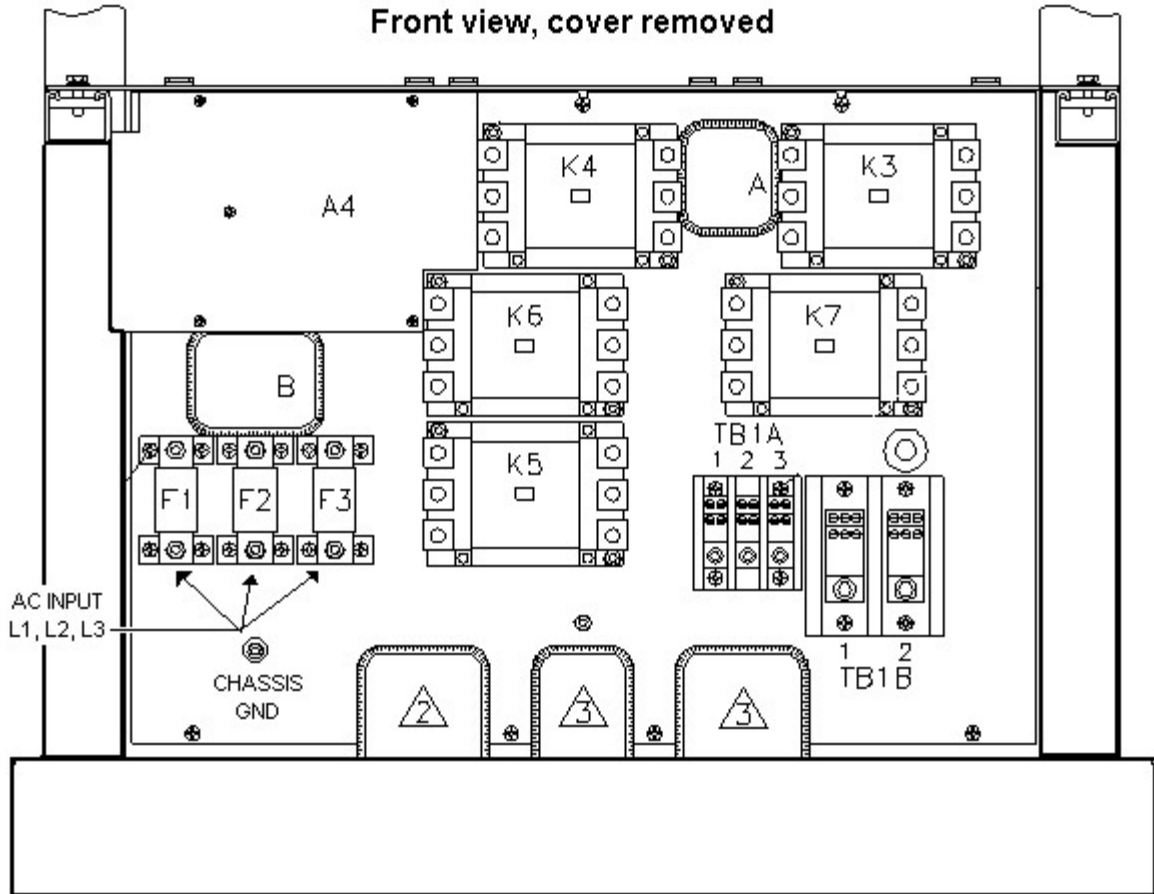 Front view, cover removed
K4
A
K3
A4
K6
K7
B
TB1A
1 2 3
K5
F1 F2 F3
AC INPUT
L1, L2, L3
CHASSIS
GND
1 2
TB1B
2 3 3